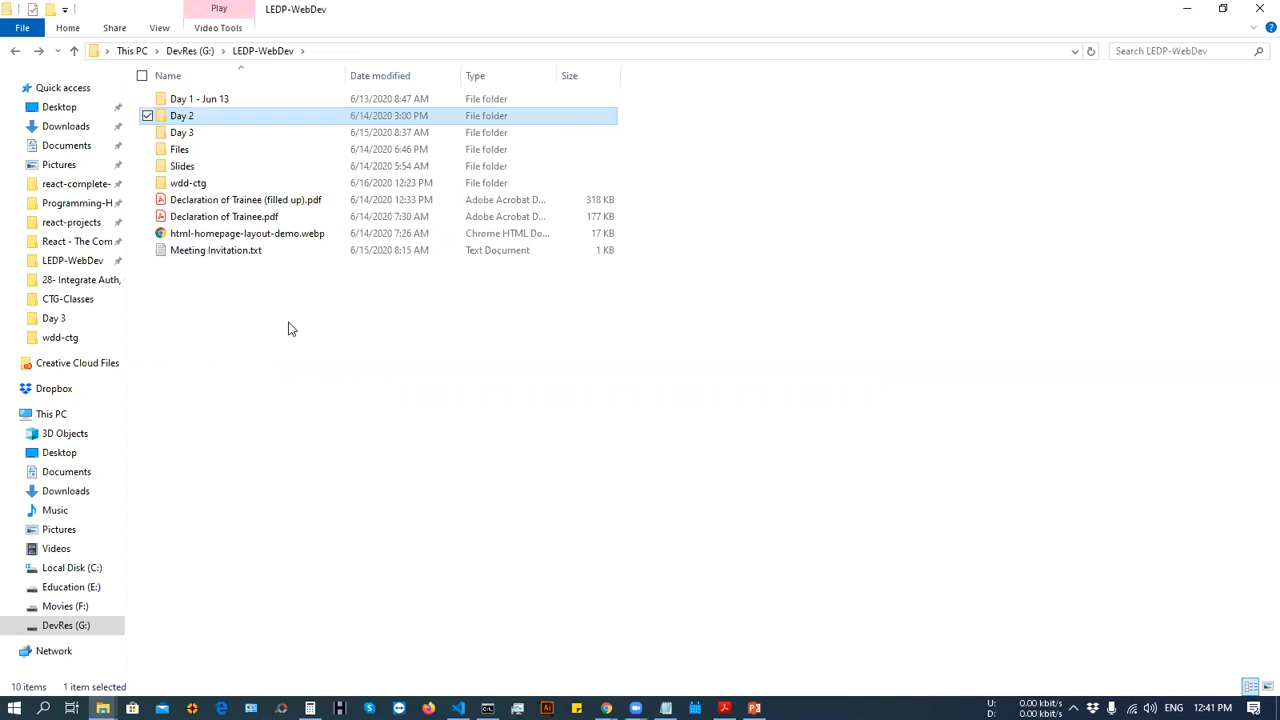 Play
LEDP-WebDev
File Home Share View Video Tools
This PC DevRes (G:) LEDP-WebDev Search LEDP-WebDev
Name Date modified Type Size
Day 1 - Jun 13 6/13/2020 8:47 AM File folder
Day 2 6/14/2020 3:00 PM File folder
Day 3 6/15/2020 8:37 AM File folder
Files 6/14/2020 6:46 PM File folder
Slides 6/14/2020 5:54 AM File folder
wdd-ctg 6/16/2020 12:23 PM File folder
Declaration of Trainee (filled up).pdf 6/14/2020 12:33 PM Adobe Acrobat D... 318 KB
Declaration of Trainee.pdf 6/14/2020 7:30 AM Adobe Acrobat D... 177 KB
html-homepage-layout-demo.webp 6/14/2020 7:26 AM Chrome HTML Do... 17 KB
Meeting Invitation.txt 6/15/2020 8:15 AM Text Document 1 KB
Quick access
Desktop
Downloads
Documents
Pictures
react-complete-
Programming-H
react-projects
React - The Com
LEDP-WebDev
28- Integrate Auth,
CTG-Classes
Day 3
wdd-ctg
Creative Cloud Files
Dropbox
This PC
3D Objects
Desktop
Documents
Downloads
Music
Pictures
Videos
Local Disk (C:)
Education (E:)
Movies (F:)
DevRes (G:)
Network
10 items 1 item selected
U: 0.00 kbit/s
D: 0.00 kbit/s
ENG 12:41 PM